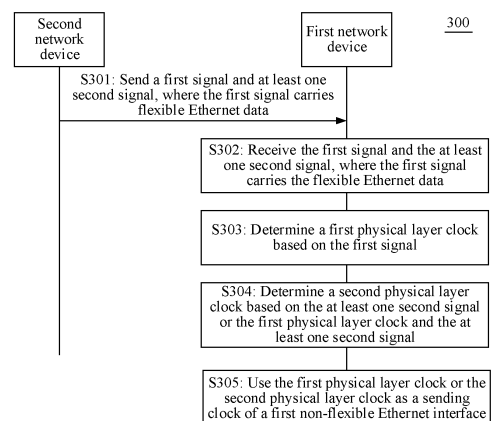 Second
network
device
First network
device
300
S301: Send a first signal and at least one
second signal, where the first signal carries
flexible Ethernet data
S302: Receive the first signal and the at least
one second signal, where the first signal
carries the flexible Ethernet data
S303: Determine a first physical layer clock
based on the first signal
S304: Determine a second physical layer
clock based on the at least one second signal
or the first physical layer clock and the at
least one second signal
S305: Use the first physical layer clock or the
second physical layer clock as a sending
clock of a first non-flexible Ethernet interface